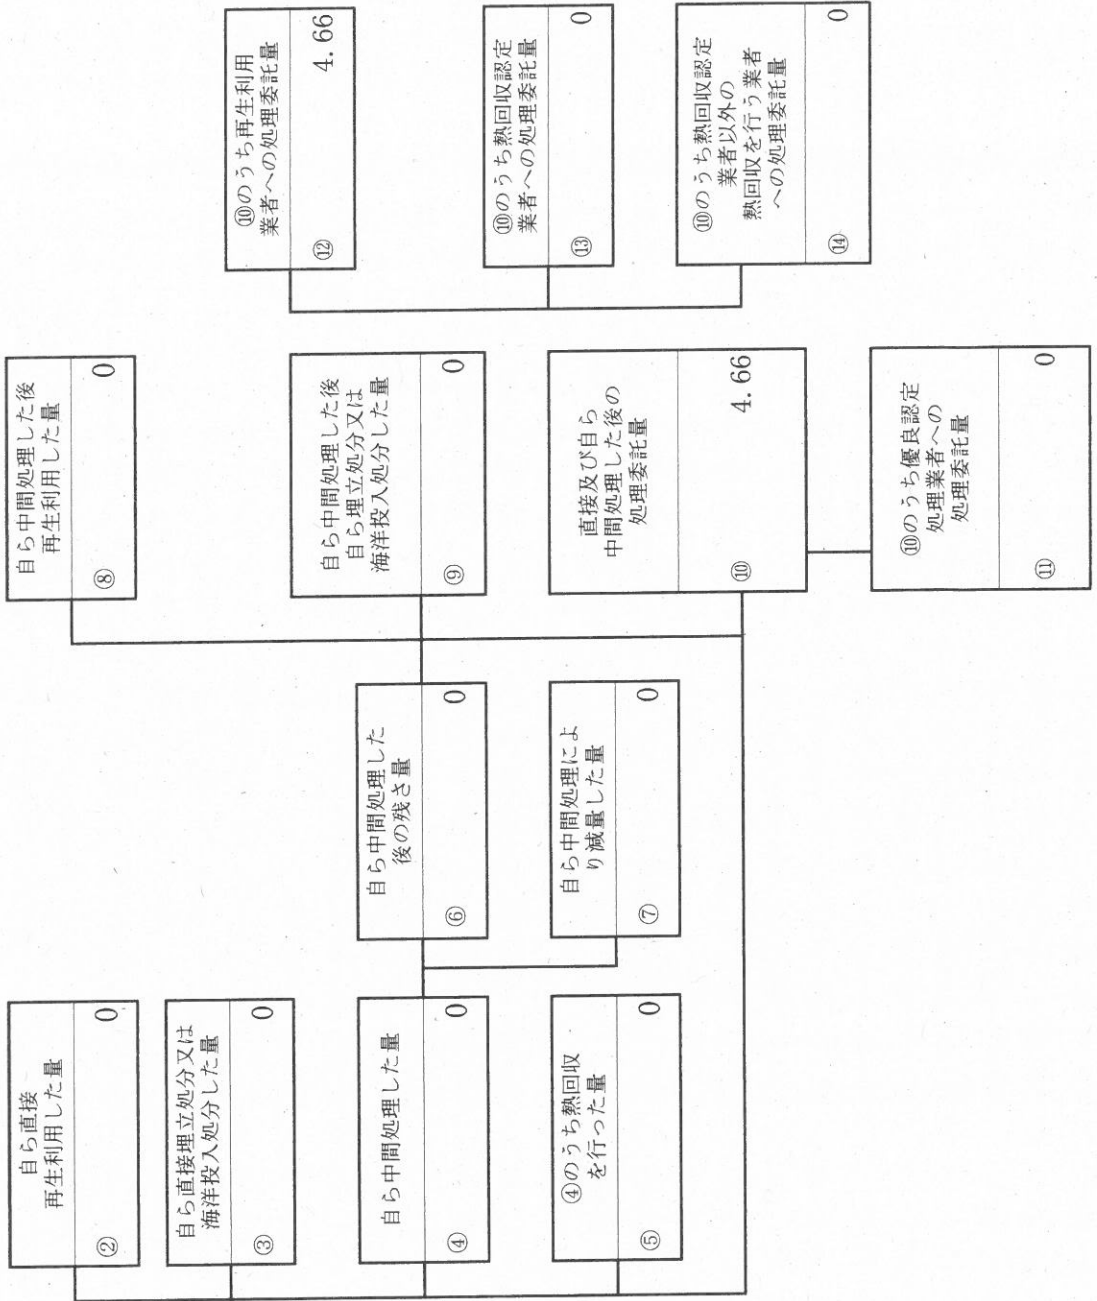 自ら直接
再生利用した量
② 0
自ら直接埋立処分又は
海洋投入処分した量
③ 0
自ら中間処理した量
④ 0
④のうち熱回収
を行った量
⑤ 0
自ら中間処理した
後の残さ量
⑥ 0
自ら中間処理によ
り減量した量
⑦ 0
自ら中間処理した後
再生利用した量
⑧ 0
自ら中間処理した後
自ら埋立処分又は
海洋投入処分した量
⑨ 0
直接及び自ら
中間処理した後の
処理委託量
⑩ 4.66
⑩のうち優良認定
処理業者への
処理委託量
⑪ 0
⑩のうち再生利用
業者への処理委託量
⑫ 4.66
⑩のうち熱回収認定
業者への処理委託量
⑬ 0
⑩のうち熱回収認定
業者以外の
熱回収を行う業者
への処理委託量
⑭ 0